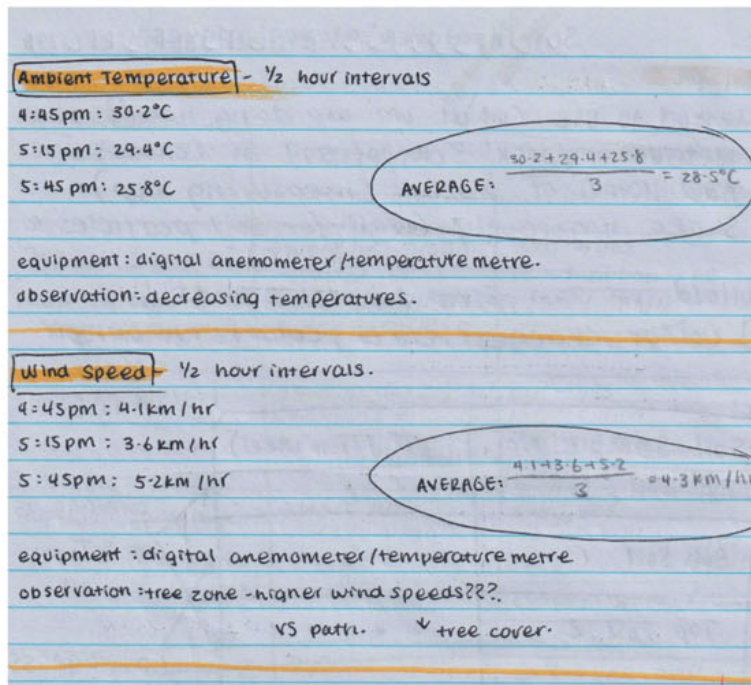 Ambient Temperature - 1/2 hour intervals
4:45pm: 30.2°C
5:15 pm: 29.4°C
5:45 pm: 25.8°C
AVERAGE: 30.2+29.4+25.8 / 3 = 28.5°C
equipment: digital anemometer/temperature metre.
observation: decreasing temperatures.
Wind Speed - 1/2 hour intervals.
4:45pm: 4.1km/hr
5:15pm: 3.6km/hr
5:45pm: 5.2km/hr
AVERAGE: 4.1+3.6+5.2 / 3 = 4.3km/hr
equipment: digital anemometer/temperature metre
observation: tree zone - higher wind speeds???.
vs path. ↓ tree cover.